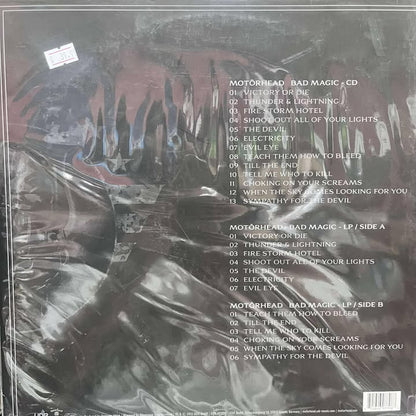 MOTÖRHEAD BAD MAGIC - CD
01 VICTORY OR DIE
02 THUNDER & LIGHTNING
03 FIRE STORM HOTEL
04 SHOOT OUT ALL OF YOUR LIGHTS
05 THE DEVIL
06 ELECTRICITY
07 EVIL EYE
08 TEACH THEM HOW TO BLEED
09 TILL THE END
10 TELL ME WHO TO KILL
11 CHOKING ON YOUR SCREAMS
12 WHEN THE SKY COMES LOOKING FOR YOU
13 SYMPATHY FOR THE DEVIL
MOTÖRHEAD BAD MAGIC - LP / SIDE A
01 VICTORY OR DIE
02 THUNDER & LIGHTNING
03 FIRE STORM HOTEL
04 SHOOT OUT ALL OF YOUR LIGHTS
05 THE DEVIL
06 ELECTRICITY
07 EVIL EYE
MOTÖRHEAD BAD MAGIC - LP / SIDE B
01 TEACH THEM HOW TO BLEED
02 TILL THE END
03 TELL ME WHO TO KILL
04 CHOKING ON YOUR SCREAMS
05 WHEN THE SKY COMES LOOKING FOR YOU
06 SYMPATHY FOR THE DEVIL